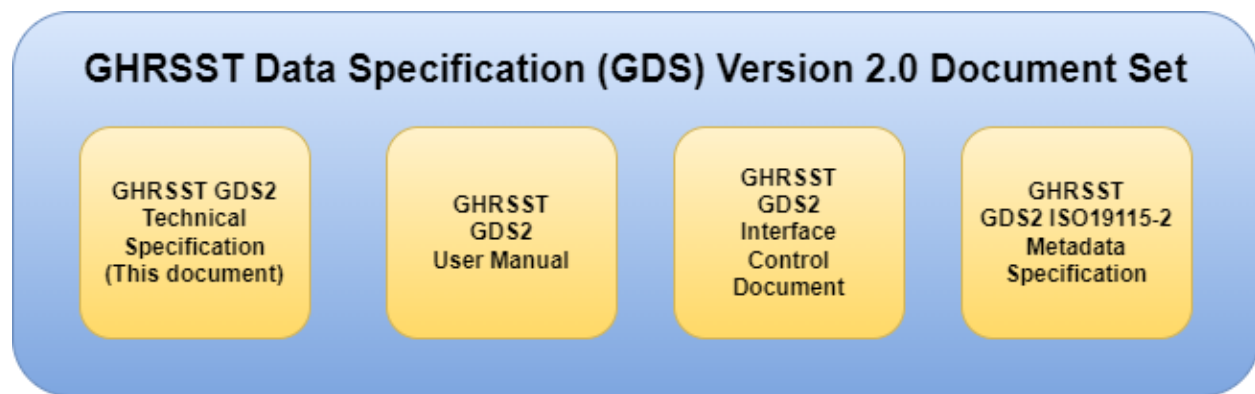 GHRSST Data Specification (GDS) Version 2.0 Document Set
GHRSST GDS2
Technical
Specification
(This document)
GHRSST
GDS2
User Manual
GHRSST
GDS2
Interface
Control
Document
GHRSST
GDS2 ISO19115-2
Metadata
Specification